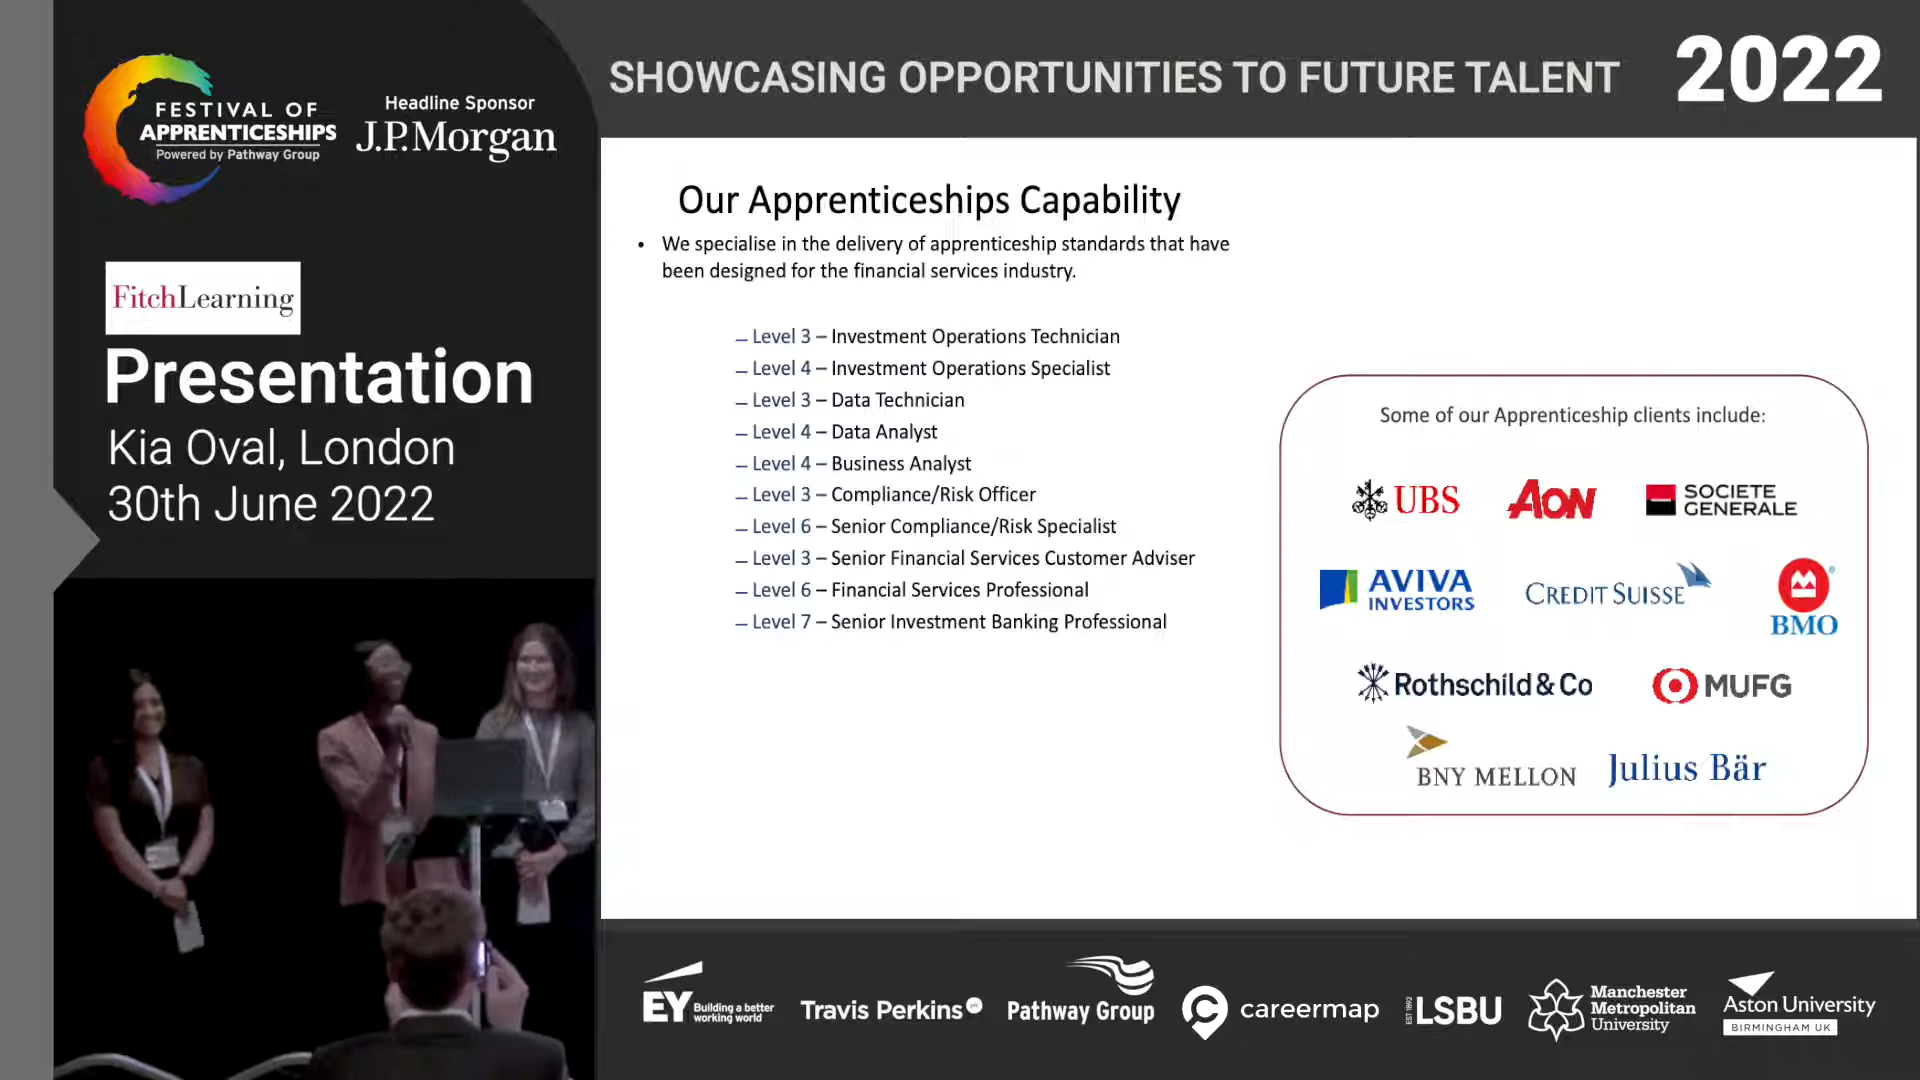 FESTIVAL OF
APPRENTICESHIPS
Powered by Pathway Group
Headline Sponsor
J.P.Morgan
SHOWCASING OPPORTUNITIES TO FUTURE TALENT
2022
FitchLearning
Presentation
Kia Oval, London
30th June 2022
Our Apprenticeships Capability
• We specialise in the delivery of apprenticeship standards that have
been designed for the financial services industry.
– Level 3 – Investment Operations Technician
– Level 4 – Investment Operations Specialist
– Level 3 – Data Technician
– Level 4 – Data Analyst
– Level 4 – Business Analyst
– Level 3 – Compliance/Risk Officer
– Level 6 – Senior Compliance/Risk Specialist
– Level 3 – Senior Financial Services Customer Adviser
– Level 6 – Financial Services Professional
– Level 7 – Senior Investment Banking Professional
Some of our Apprenticeship clients include:
UBS
AON
SOCIETE
GENERALE
AVIVA
INVESTORS
CREDIT SUISSE
BMO
Rothschild & Co
MUFG
BNY MELLON
Julius Bär
EY
Building a better
working world
Travis Perkins
Pathway Group
careermap
EST 1892
LSBU
Manchester
Metropolitan
University
Aston University
BIRMINGHAM UK